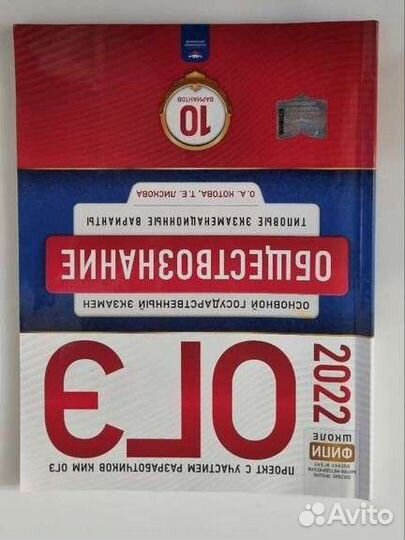 ПРОЕКТ С УЧАСТИЕМ РАЗРАБОТЧИКОВ КИМ ОГЭ
ФИПИ
ШКОЛЕ
2022
ОГЭ
ОСНОВНОЙ ГОСУДАРСТВЕННЫЙ ЭКЗАМЕН
ОБЩЕСТВОЗНАНИЕ
ТИПОВЫЕ ЭКЗАМЕНАЦИОННЫЕ ВАРИАНТЫ
О. А. КОТОВА, Т. Е. ЛИСКОВА
10
ВАРИАНТОВ
Avito